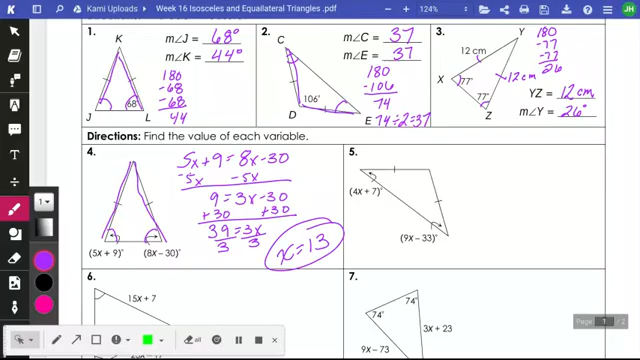 Kami Uploads ▸ Week 16 Isosceles and Equilateral Triangles .pdf
124%
JH
1.
K
m∠J = 68°
m∠K = 44°
180
-68
-68
44
68°
J
L
2.
C
m∠C = 37
m∠E = 37
180
-106
74
106°
D
E
74÷2=37
3.
Y
180
-77
-77
26
12 cm
12cm
X
77°
77°
Z
YZ = 12 cm
m∠Y = 26°
Directions: Find the value of each variable.
4.
5x+9=8x-30
-5x -5x
9=3x-30
+30 +30
39=3x
3 3
x=13
(5x + 9)°
(8x – 30)°
5.
(4x + 7)°
(9x – 33)°
6.
15x + 7
7.
74°
74°
3x + 23
9x – 73
Page 1 / 2